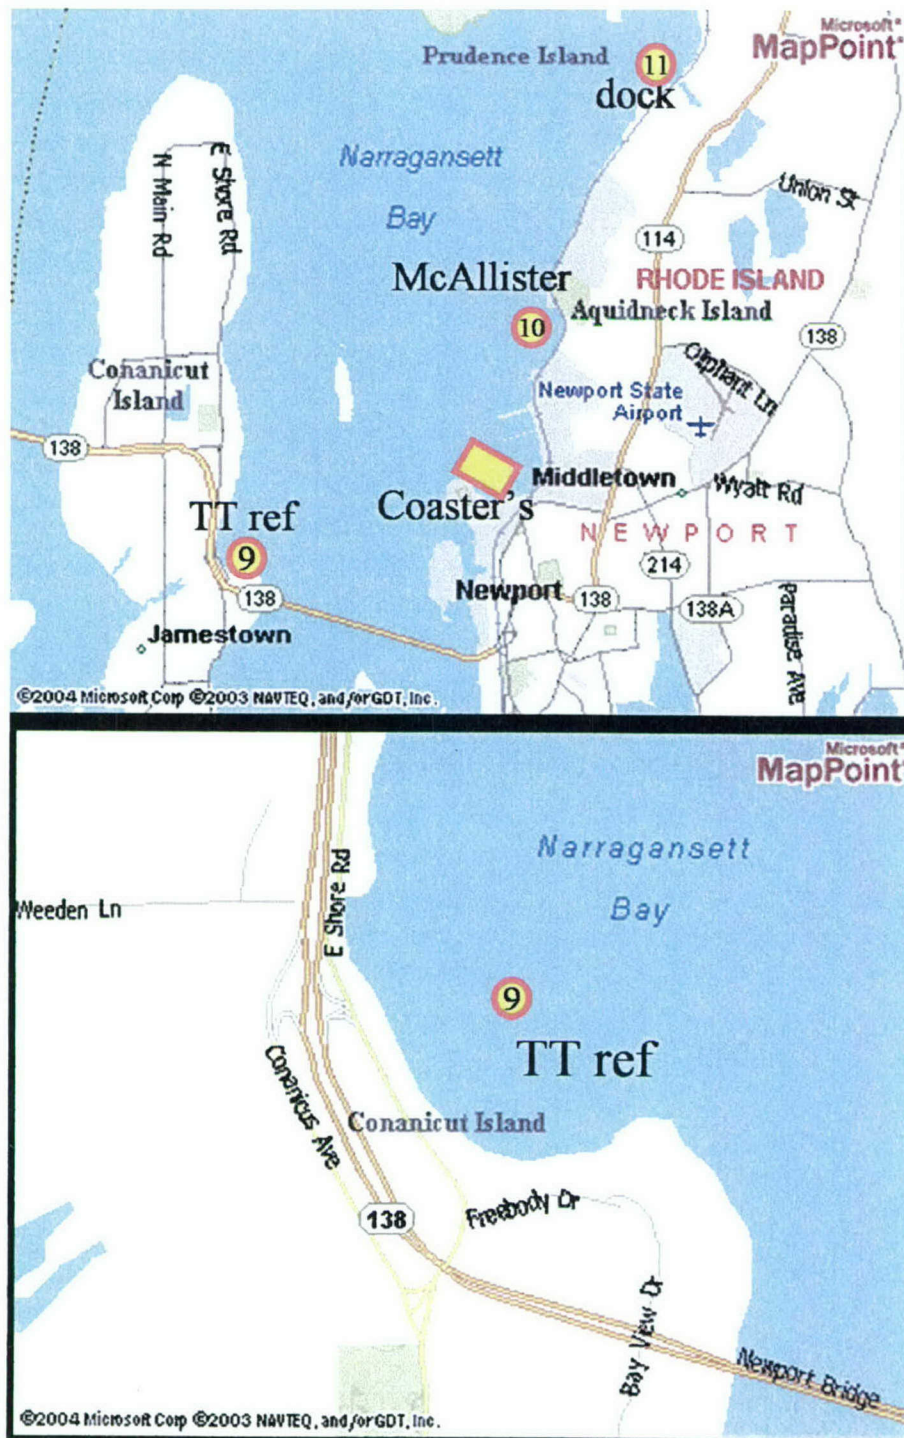 Microsoft®
MapPoint®
Prudence Island
11
dock
Narragansett
Bay
N Main Rd
E Shore Rd
Union St
114
McAllister
RHODE ISLAND
Aquidneck Island
10
138
Conanicut
Island
Oliphant Ln
Newport State
Airport
138
Middletown
Wyatt Rd
Coaster's
TT ref
NEWPORT
9
214
138
Newport
138
138A
Paradise Ave
Jamestown
©2004 Microsoft Corp ©2003 NAVTEQ, and/or GDT, Inc.
Microsoft®
MapPoint®
Narragansett
Bay
E Shore Rd
Weeden Ln
9
TT ref
Conanicus Ave
Conanicut Island
138
Freebody Dr
Bay View Dr
Newport Bridge
©2004 Microsoft Corp ©2003 NAVTEQ, and/or GDT, Inc.